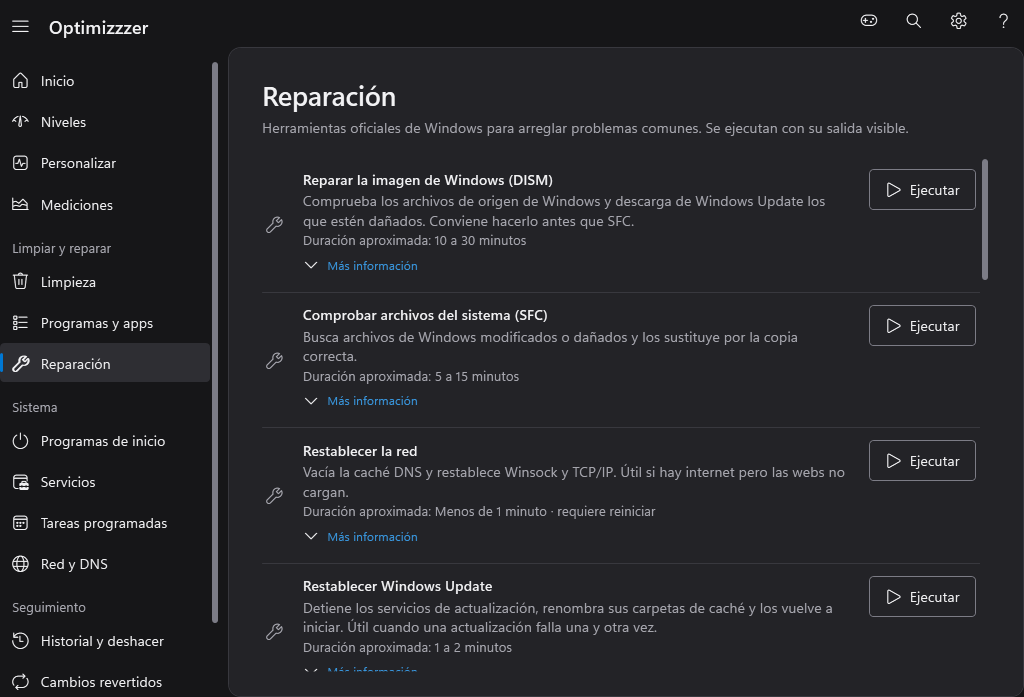 Optimizzzer
Inicio
Niveles
Personalizar
Mediciones
Limpiar y reparar
Limpieza
Programas y apps
Reparación
Sistema
Programas de inicio
Servicios
Tareas programadas
Red y DNS
Seguimiento
Historial y deshacer
Cambios revertidos
Reparación
Herramientas oficiales de Windows para arreglar problemas comunes. Se ejecutan con su salida visible.
Reparar la imagen de Windows (DISM)
Comprueba los archivos de origen de Windows y descarga de Windows Update los
que estén dañados. Conviene hacerlo antes que SFC.
Duración aproximada: 10 a 30 minutos
Más información
Ejecutar
Comprobar archivos del sistema (SFC)
Busca archivos de Windows modificados o dañados y los sustituye por la copia
correcta.
Duración aproximada: 5 a 15 minutos
Más información
Ejecutar
Restablecer la red
Vacía la caché DNS y restablece Winsock y TCP/IP. Útil si hay internet pero las webs no
cargan.
Duración aproximada: Menos de 1 minuto · requiere reiniciar
Más información
Ejecutar
Restablecer Windows Update
Detiene los servicios de actualización, renombra sus carpetas de caché y los vuelve a
iniciar. Útil cuando una actualización falla una y otra vez.
Duración aproximada: 1 a 2 minutos
Más información
Ejecutar